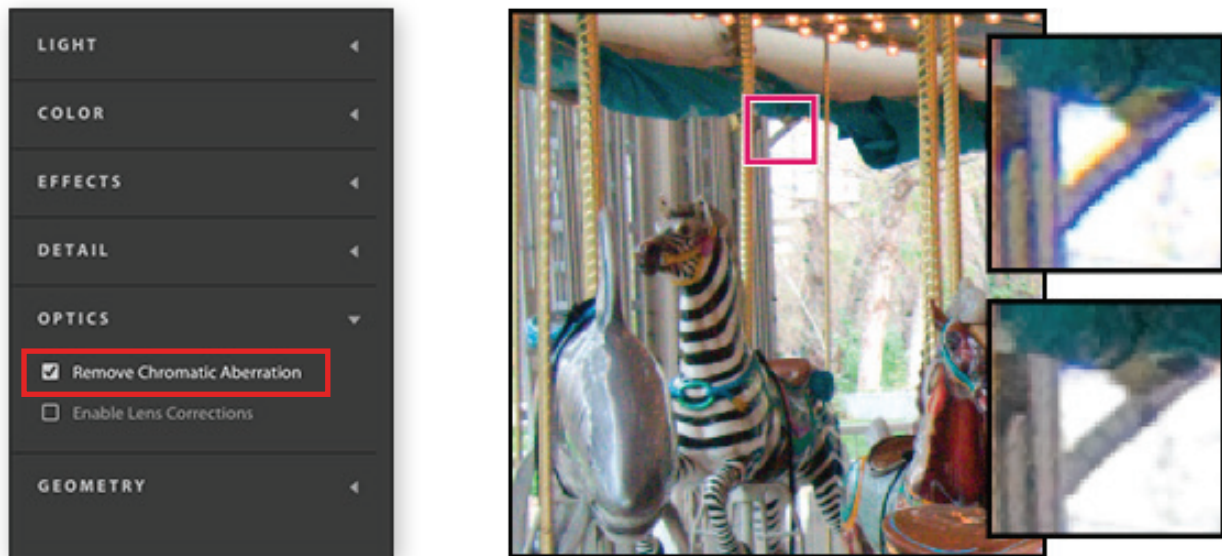 LIGHT
COLOR
EFFECTS
DETAIL
OPTICS
Remove Chromatic Aberration
Enable Lens Corrections
GEOMETRY